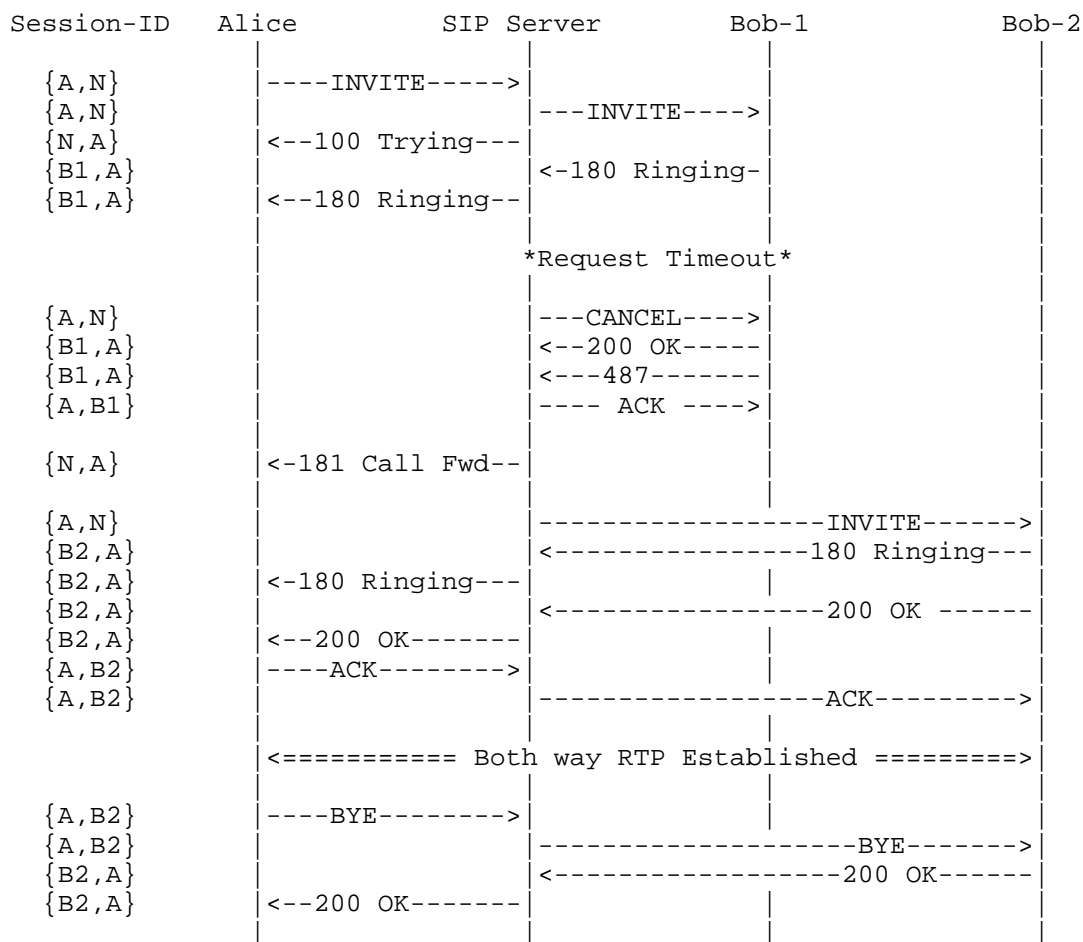 Session-ID Alice SIP Server Bob-1 Bob-2
{A,N} |----INVITE----->|
{A,N} |---INVITE---->|
{N,A} |<--100 Trying---|
{B1,A} |<-180 Ringing-|
{B1,A} |<--180 Ringing--|
*Request Timeout*
{A,N} |---CANCEL---->|
{B1,A} |<--200 OK-----|
{B1,A} |<---487-------|
{A,B1} |---- ACK ---->|
{N,A} |<-181 Call Fwd--|
{A,N} |------------------INVITE------>|
{B2,A} |<----------------180 Ringing---|
{B2,A} |<-180 Ringing---|
{B2,A} |<-----------------200 OK ------|
{B2,A} |<--200 OK-------|
{A,B2} |----ACK-------->|
{A,B2} |------------------ACK--------->|
|<=========== Both way RTP Established =========>|
{A,B2} |----BYE-------->|
{A,B2} |--------------------BYE------->|
{B2,A} |<------------------200 OK------|
{B2,A} |<--200 OK-------|